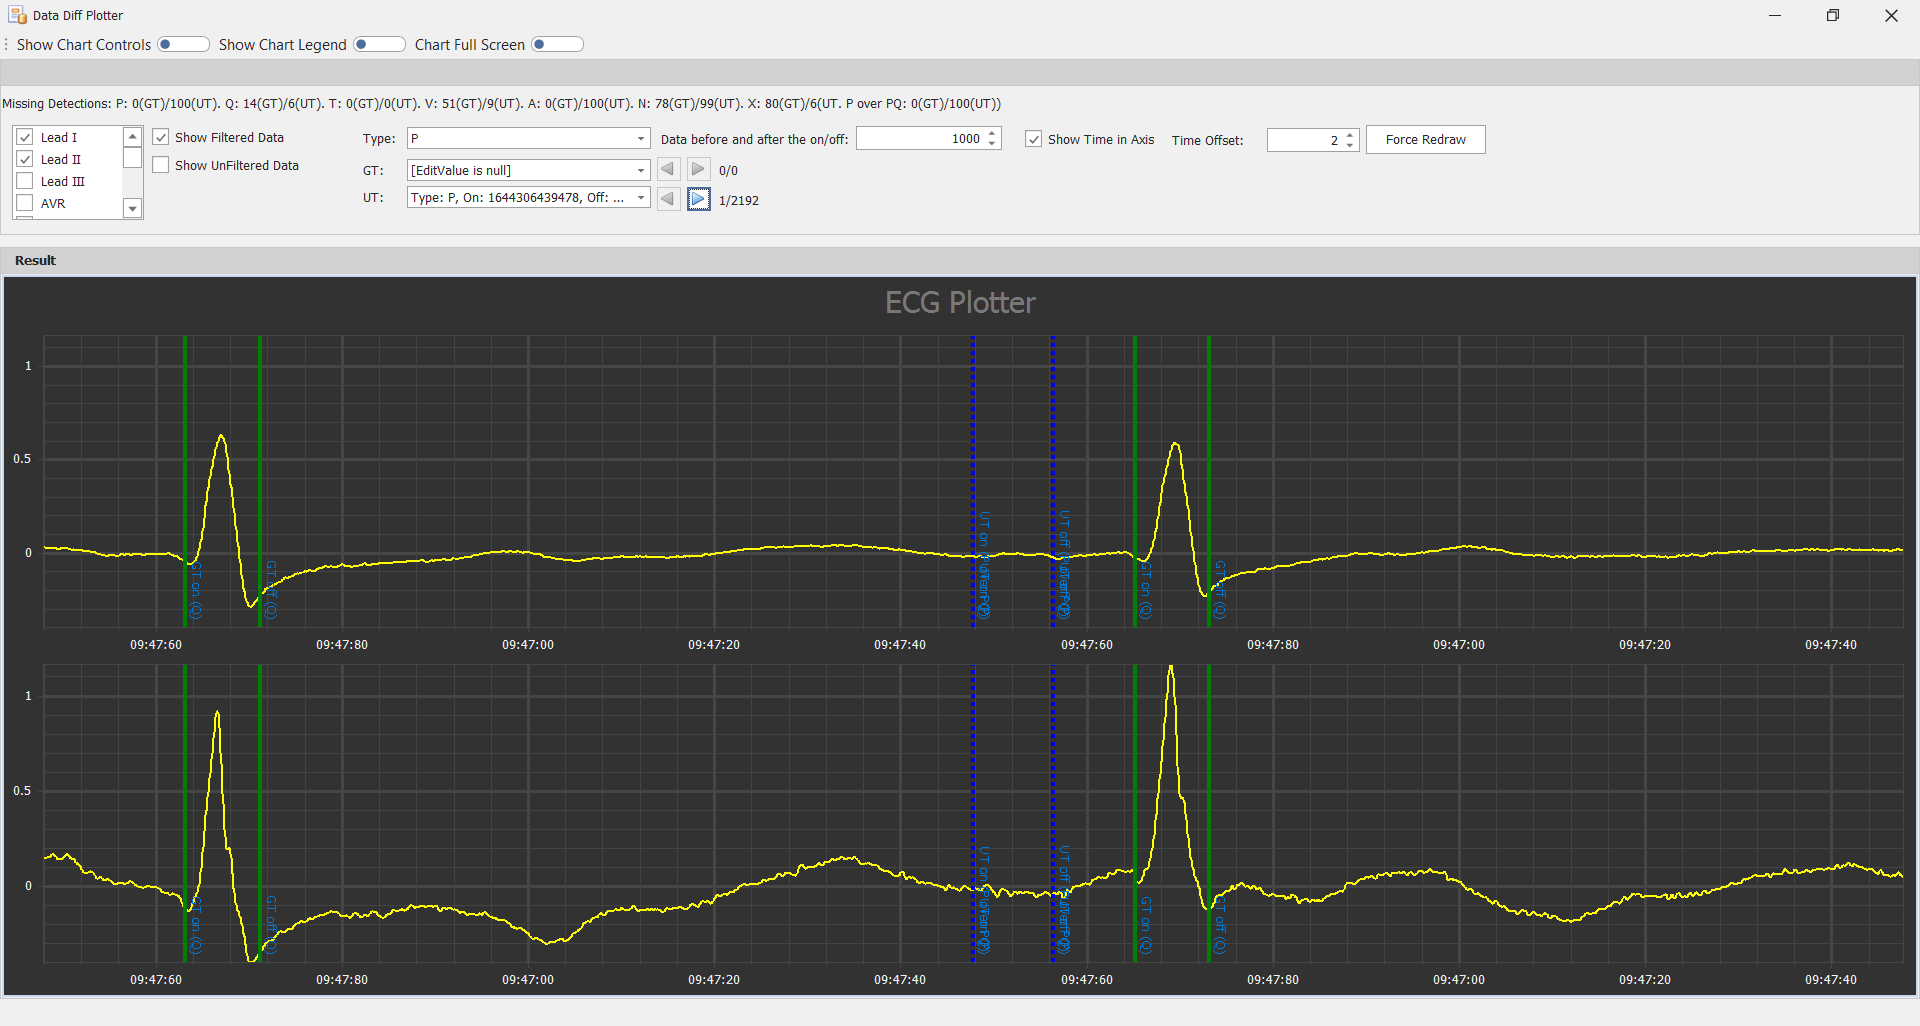 Data Diff Plotter
Show Chart Controls Show Chart Legend Chart Full Screen
Missing Detections: P: 0(GT)/100(UT). Q: 14(GT)/6(UT). T: 0(GT)/0(UT). V: 51(GT)/9(UT). A: 0(GT)/100(UT). N: 78(GT)/99(UT). X: 80(GT)/6(UT. P over PQ: 0(GT)/100(UT))
Lead I
Lead II
Lead III
AVR
Show Filtered Data
Show UnFiltered Data
Type: P
GT: [EditValue is null] 0/0
UT: Type: P, On: 1644306439478, Off: ... 1/2192
Data before and after the on/off: 1000
Show Time in Axis Time Offset: 2 Force Redraw
Result
ECG Plotter
1
0.5
0
GT on (Q)
GT off (Q)
UT on
UT off
GT on (Q)
GT off (Q)
09:47:60 09:47:80 09:47:00 09:47:20 09:47:40 09:47:60 09:47:80 09:47:00 09:47:20 09:47:40
1
0.5
0
GT on (Q)
GT off (Q)
UT on
UT off
GT on (Q)
GT off (Q)
09:47:60 09:47:80 09:47:00 09:47:20 09:47:40 09:47:60 09:47:80 09:47:00 09:47:20 09:47:40